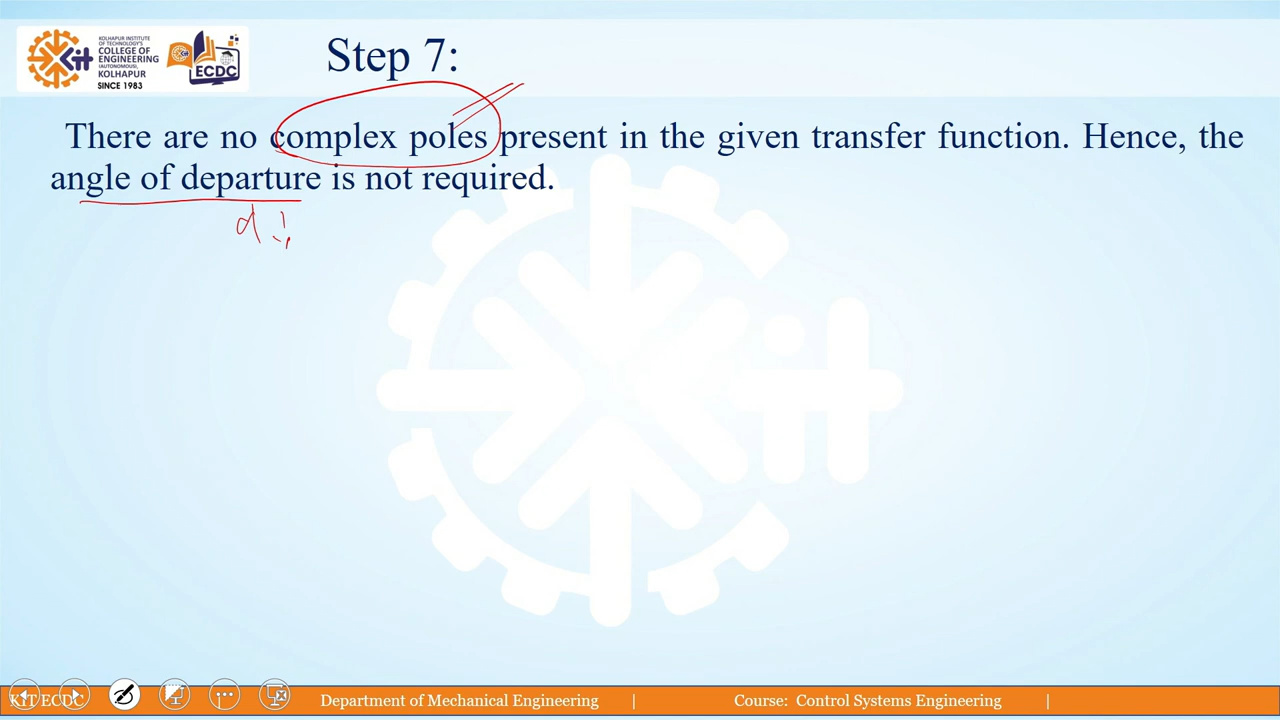 KOLHAPUR INSTITUTE
OF TECHNOLOGY'S
COLLEGE OF
ENGINEERING
(AUTONOMOUS),
KOLHAPUR
SINCE 1983
ECDC
Step 7:
There are no complex poles present in the given transfer function. Hence, the
angle of departure is not required.
d
KIT/ECDC
Department of Mechanical Engineering |
Course: Control Systems Engineering |